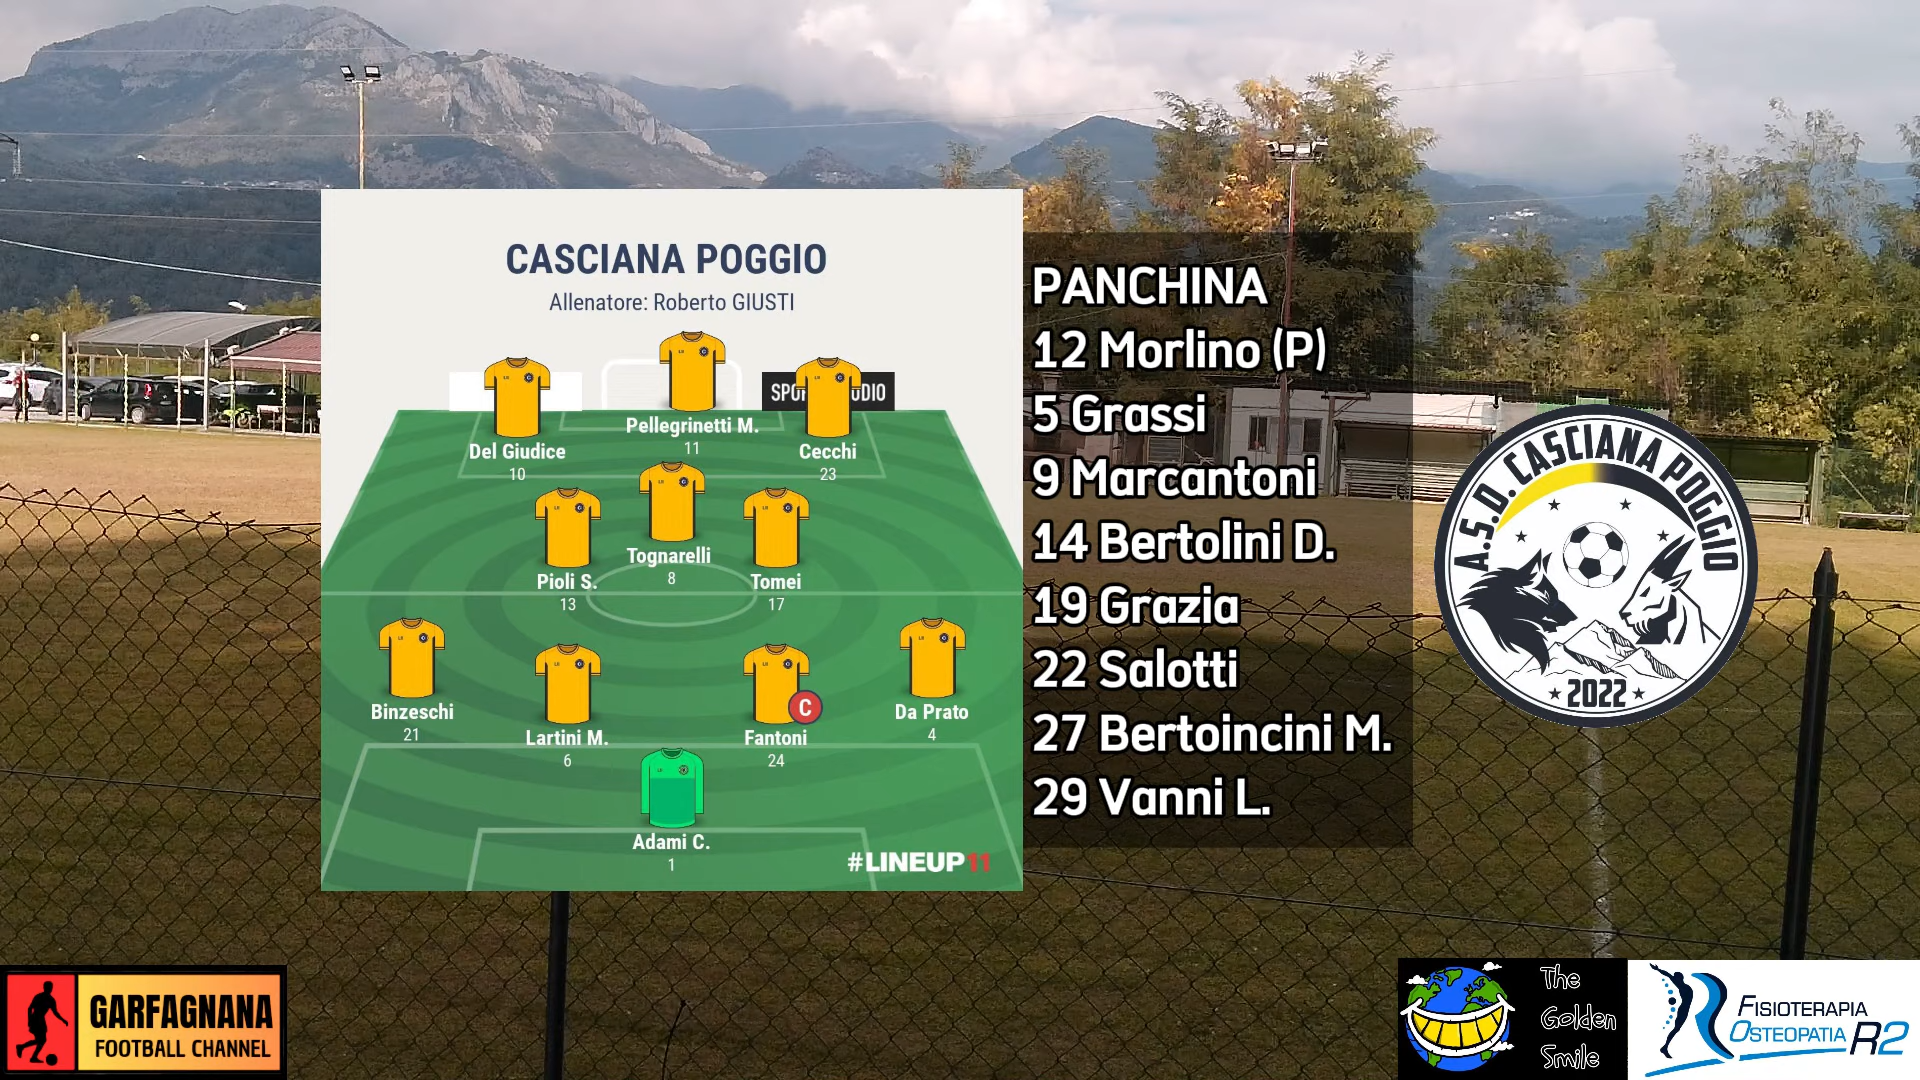 CASCIANA POGGIO
Allenatore: Roberto GIUSTI
Pellegrinetti M.
11
Del Giudice
10
Cecchi
23
Tognarelli
8
Pioli S.
13
Tomei
17
Binzeschi
21
Da Prato
4
Lartini M.
6
C
Fantoni
24
Adami C.
1
#LINEUP11
PANCHINA
12 Morlino (P)
5 Grassi
9 Marcantoni
14 Bertolini D.
19 Grazia
22 Salotti
27 Bertoincini M.
29 Vanni L.
A.S.D. CASCIANA POGGIO
2022
GARFAGNANA
FOOTBALL CHANNEL
The
Golden
Smile
FISIOTERAPIA
OSTEOPATIA R2